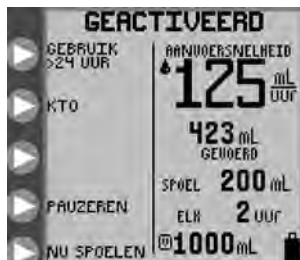 GEACTIVEERD
GEBRUIK
>24 UUR
KTO
PAUZEREN
NU SPOELEN
AANVOERSNELHEID
125 mL
UUR
423 mL
GEVOERD
SPOEL 200 mL
ELK 2 UUR
1000 mL